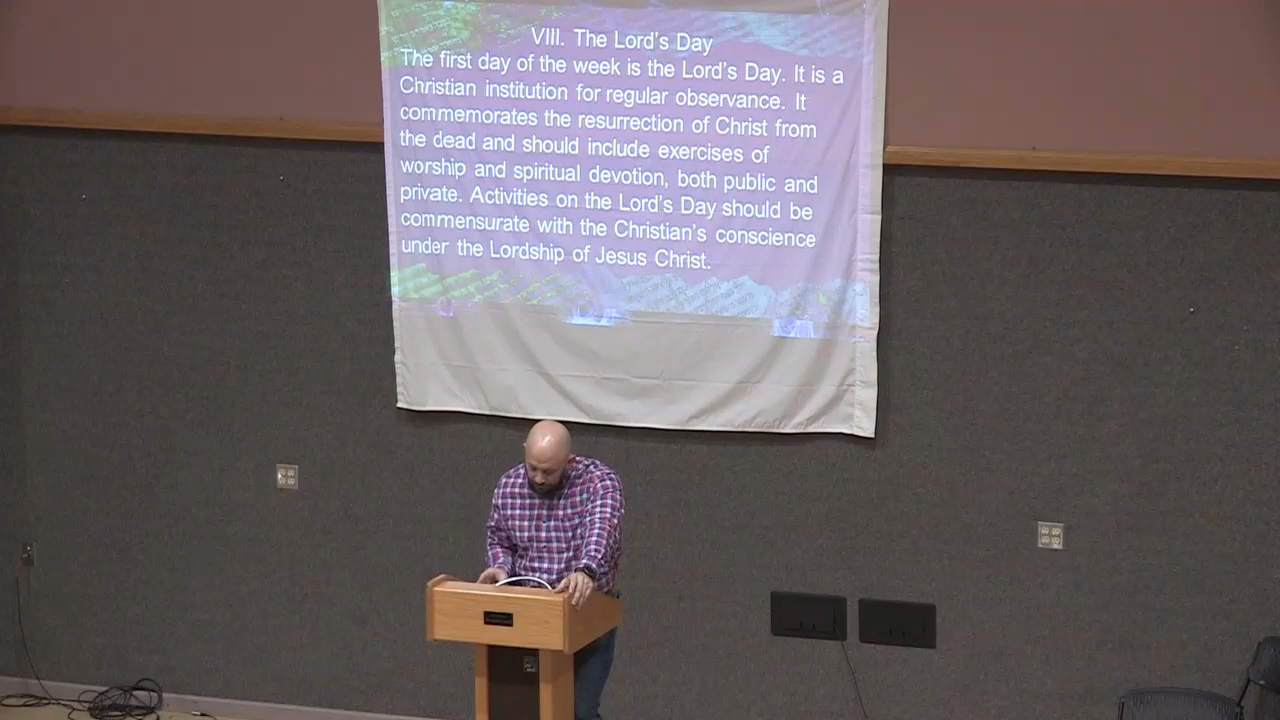 VIII. The Lord's Day
The first day of the week is the Lord's Day. It is a
Christian institution for regular observance. It
commemorates the resurrection of Christ from
the dead and should include exercises of
worship and spiritual devotion, both public and
private. Activities on the Lord's Day should be
commensurate with the Christian's conscience
under the Lordship of Jesus Christ.